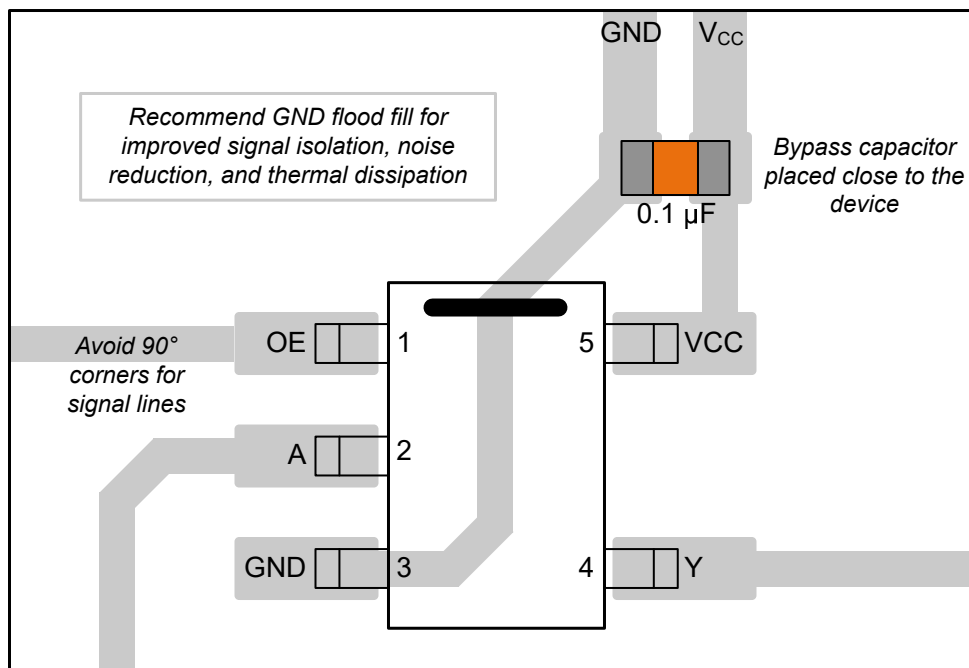 GND
V_CC
Recommend GND flood fill for
improved signal isolation, noise
reduction, and thermal dissipation
Bypass capacitor
placed close to the
device
0.1 µF
OE
1
5
VCC
Avoid 90°
corners for
signal lines
A
2
GND
3
4
Y